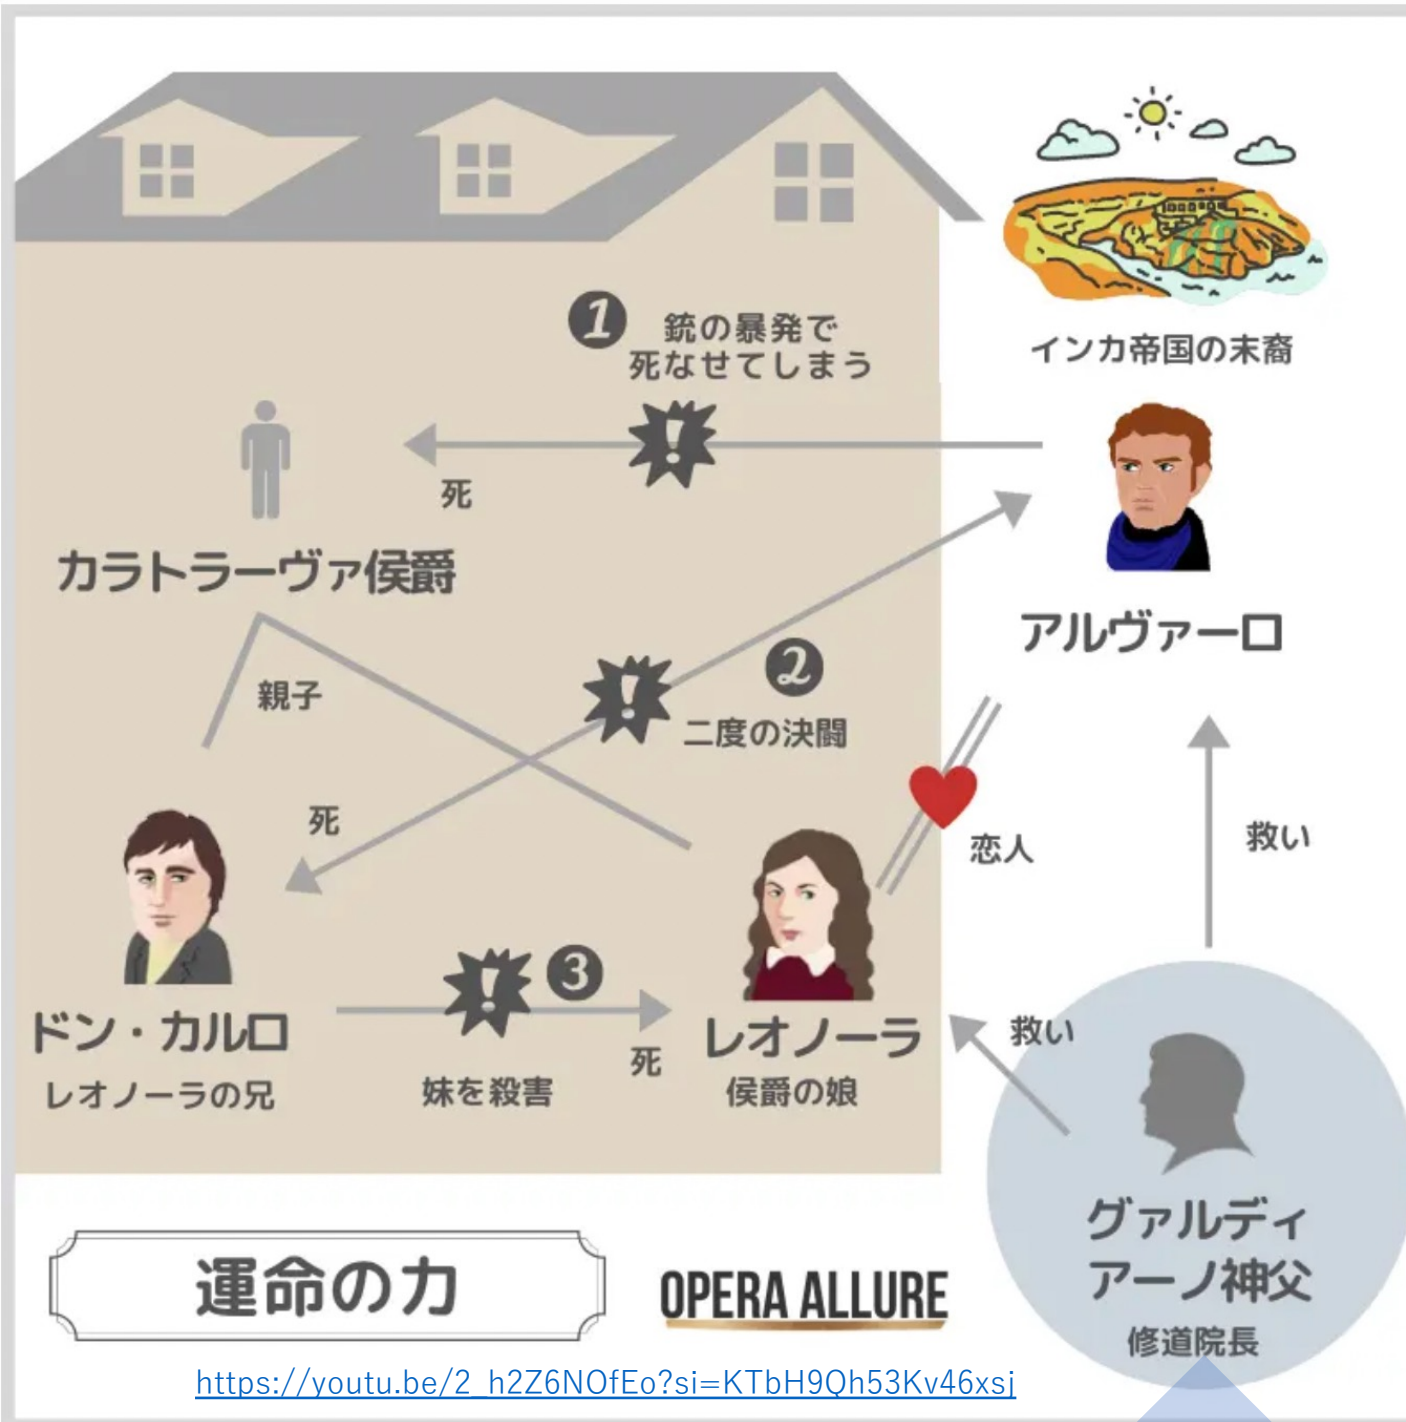 1
銃の暴発で
死なせてしまう
インカ帝国の末裔
死
カラトラーヴァ侯爵
アルヴァーロ
親子
2
二度の決闘
死
恋人
救い
3
ドン・カルロ
レオノーラの兄
妹を殺害
死
レオノーラ
侯爵の娘
救い
グァルディ
アーノ神父
修道院長
運命の力
OPERA ALLURE
https://youtu.be/2_h2Z6NOfEo?si=KTbH9Qh53Kv46xsj